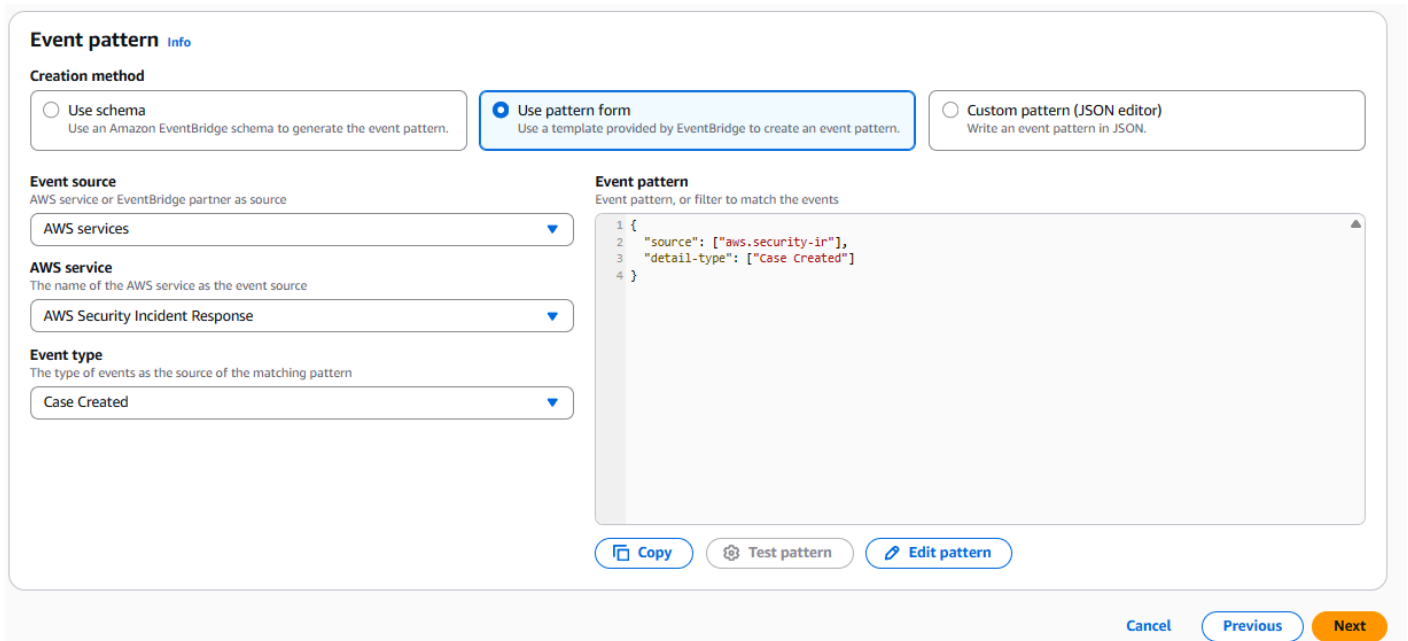 Event pattern Info
Creation method
Use schema
Use an Amazon EventBridge schema to generate the event pattern.
Use pattern form
Use a template provided by EventBridge to create an event pattern.
Custom pattern (JSON editor)
Write an event pattern in JSON.
Event source
AWS service or EventBridge partner as source
AWS services
AWS service
The name of the AWS service as the event source
AWS Security Incident Response
Event type
The type of events as the source of the matching pattern
Case Created
Event pattern
Event pattern, or filter to match the events
1 {
2 "source": ["aws.security-ir"],
3 "detail-type": ["Case Created"]
4 }
Copy Test pattern Edit pattern
Cancel Previous Next